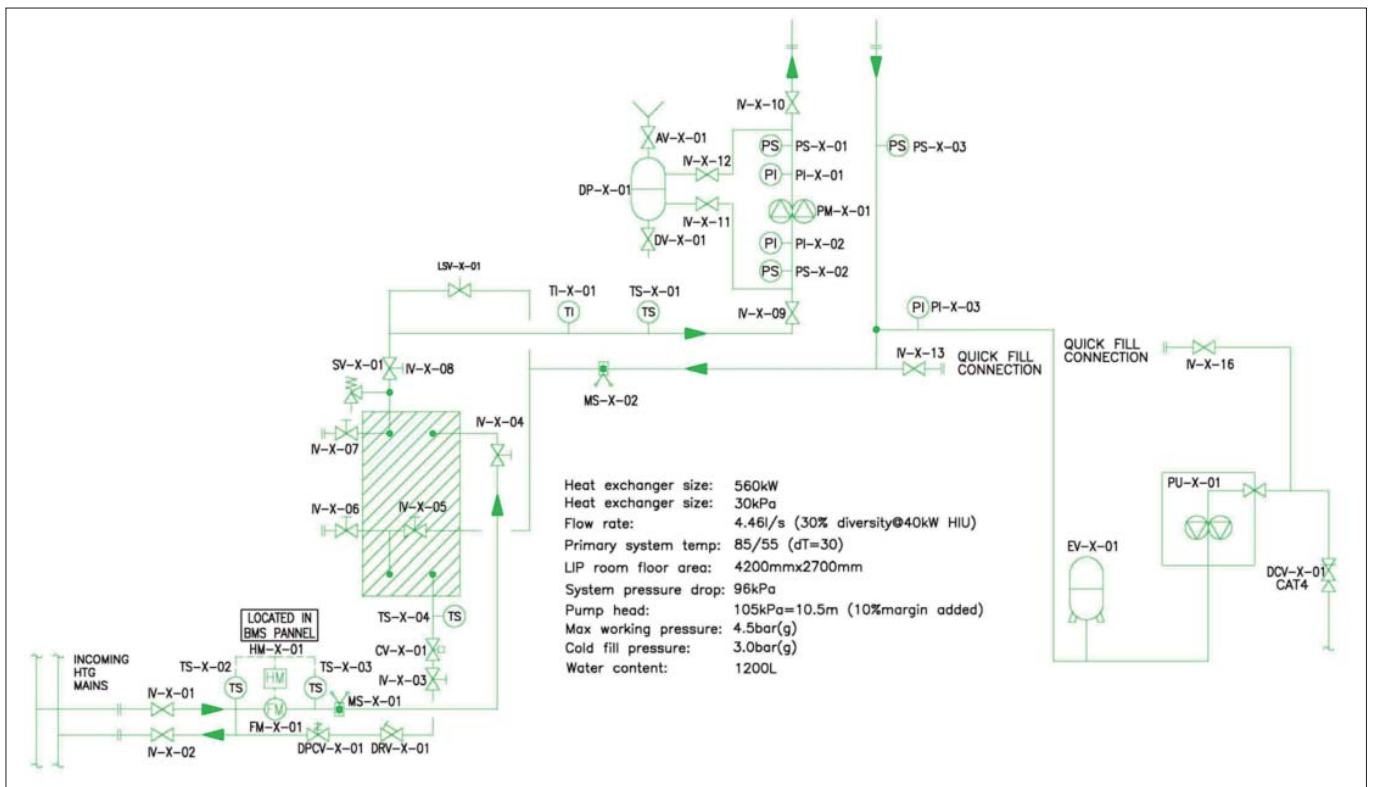 IV-X-10
AV-X-01
IV-X-12
PS PS-X-01
PS PS-X-03
PI PI-X-01
DP-X-01
PM-X-01
IV-X-11
DV-X-01
PI PI-X-02
PS PS-X-02
LSV-X-01
TI-X-01
TS-X-01
TI
TS
IV-X-09
PI PI-X-03
SV-X-01
IV-X-08
IV-X-13
QUICK FILL
CONNECTION
QUICK FILL
CONNECTION
IV-X-16
MS-X-02
IV-X-04
IV-X-07
IV-X-06
IV-X-05
Heat exchanger size: 560kW
Heat exchanger size: 30kPa
Flow rate: 4.46l/s (30% diversity@40kW HIU)
Primary system temp: 85/55 (dT=30)
LIP room floor area: 4200mmx2700mm
System pressure drop: 96kPa
Pump head: 105kPa=10.5m (10%margin added)
Max working pressure: 4.5bar(g)
Cold fill pressure: 3.0bar(g)
Water content: 1200L
PU-X-01
EV-X-01
DCV-X-01
CAT4
TS-X-04 TS
LOCATED IN
BMS PANNEL
HM-X-01
CV-X-01
INCOMING
HTG
MAINS
TS-X-02
TS-X-03
IV-X-03
HM
TS
TS
IV-X-01
MS-X-01
FM
FM-X-01
IV-X-02
DPCV-X-01
DRV-X-01